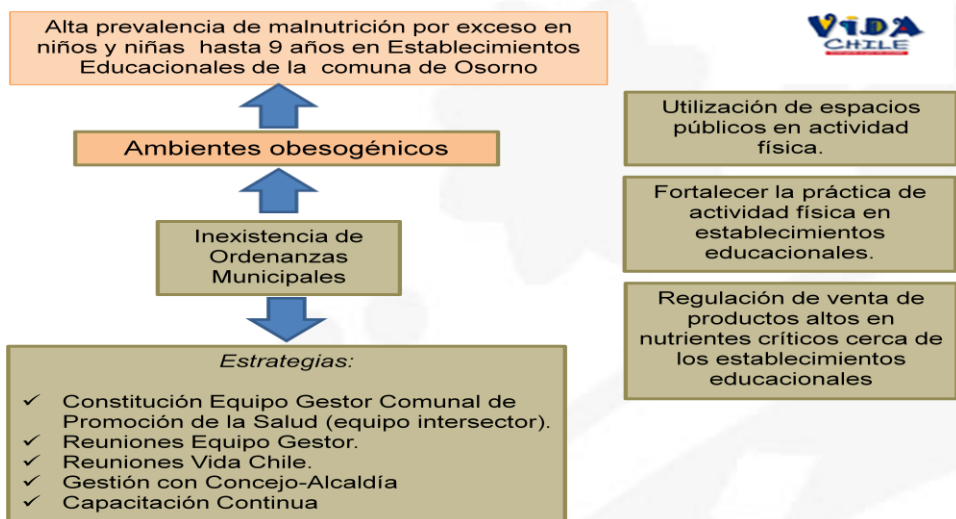 Alta prevalencia de malnutrición por exceso en
niños y niñas hasta 9 años en Establecimientos
Educacionales de la comuna de Osorno
ViDA
CHILE
Ambientes obesogénicos
Inexistencia de
Ordenanzas
Municipales
Estrategias:
✓ Constitución Equipo Gestor Comunal de
Promoción de la Salud (equipo intersector).
✓ Reuniones Equipo Gestor.
✓ Reuniones Vida Chile.
✓ Gestión con Concejo-Alcaldía
✓ Capacitación Continua
Utilización de espacios
públicos en actividad
física.
Fortalecer la práctica de
actividad física en
establecimientos
educacionales.
Regulación de venta de
productos altos en
nutrientes críticos cerca de
los establecimientos
educacionales